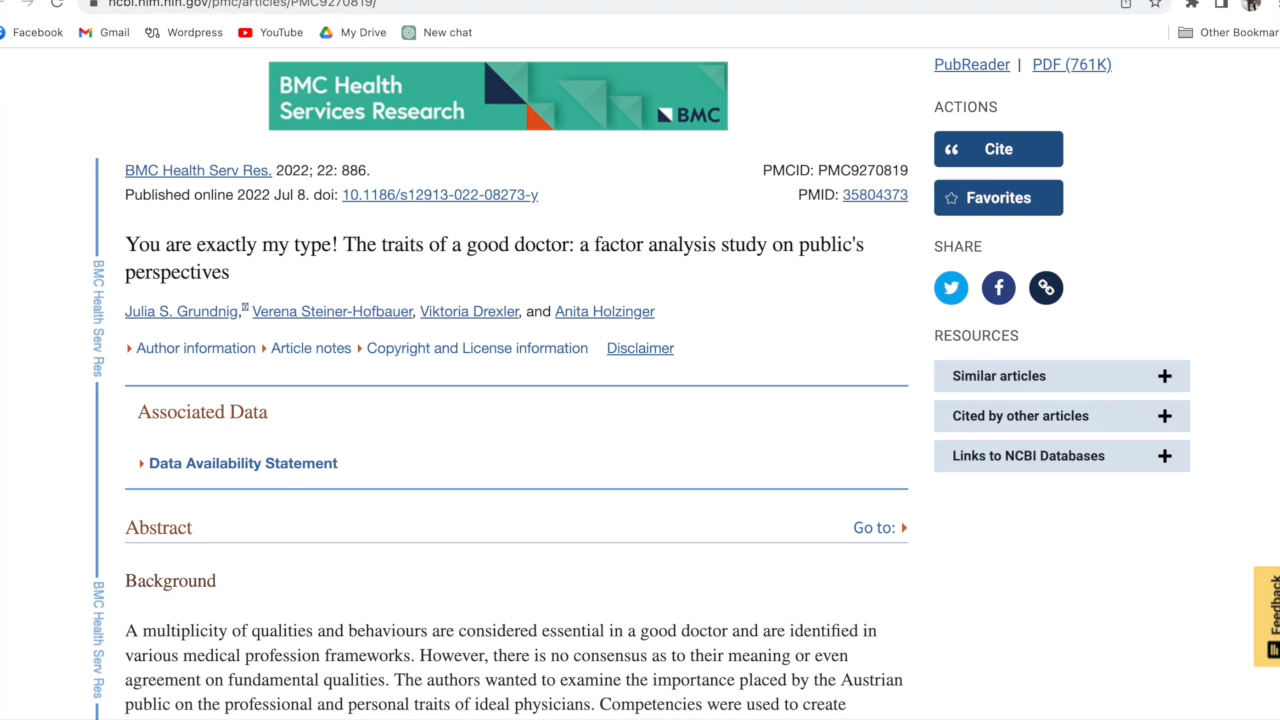 ncbi.nlm.nih.gov/pmc/articles/PMC9270819/
Facebook Gmail Wordpress YouTube My Drive New chat Other Bookmar
BMC Health
Services Research
BMC
PubReader | PDF (761K)
ACTIONS
Cite
Favorites
SHARE
RESOURCES
Similar articles
Cited by other articles
Links to NCBI Databases
Feedback
BMC Health Serv Res
BMC Health Serv Res
BMC Health Serv Res. 2022; 22: 886. PMCID: PMC9270819
Published online 2022 Jul 8. doi: 10.1186/s12913-022-08273-y PMID: 35804373
You are exactly my type! The traits of a good doctor: a factor analysis study on public's
perspectives
Julia S. Grundnig, Verena Steiner-Hofbauer, Viktoria Drexler, and Anita Holzinger
Author information Article notes Copyright and License information Disclaimer
Associated Data
Data Availability Statement
Abstract Go to:
Background
A multiplicity of qualities and behaviours are considered essential in a good doctor and are identified in
various medical profession frameworks. However, there is no consensus as to their meaning or even
agreement on fundamental qualities. The authors wanted to examine the importance placed by the Austrian
public on the professional and personal traits of ideal physicians. Competencies were used to create